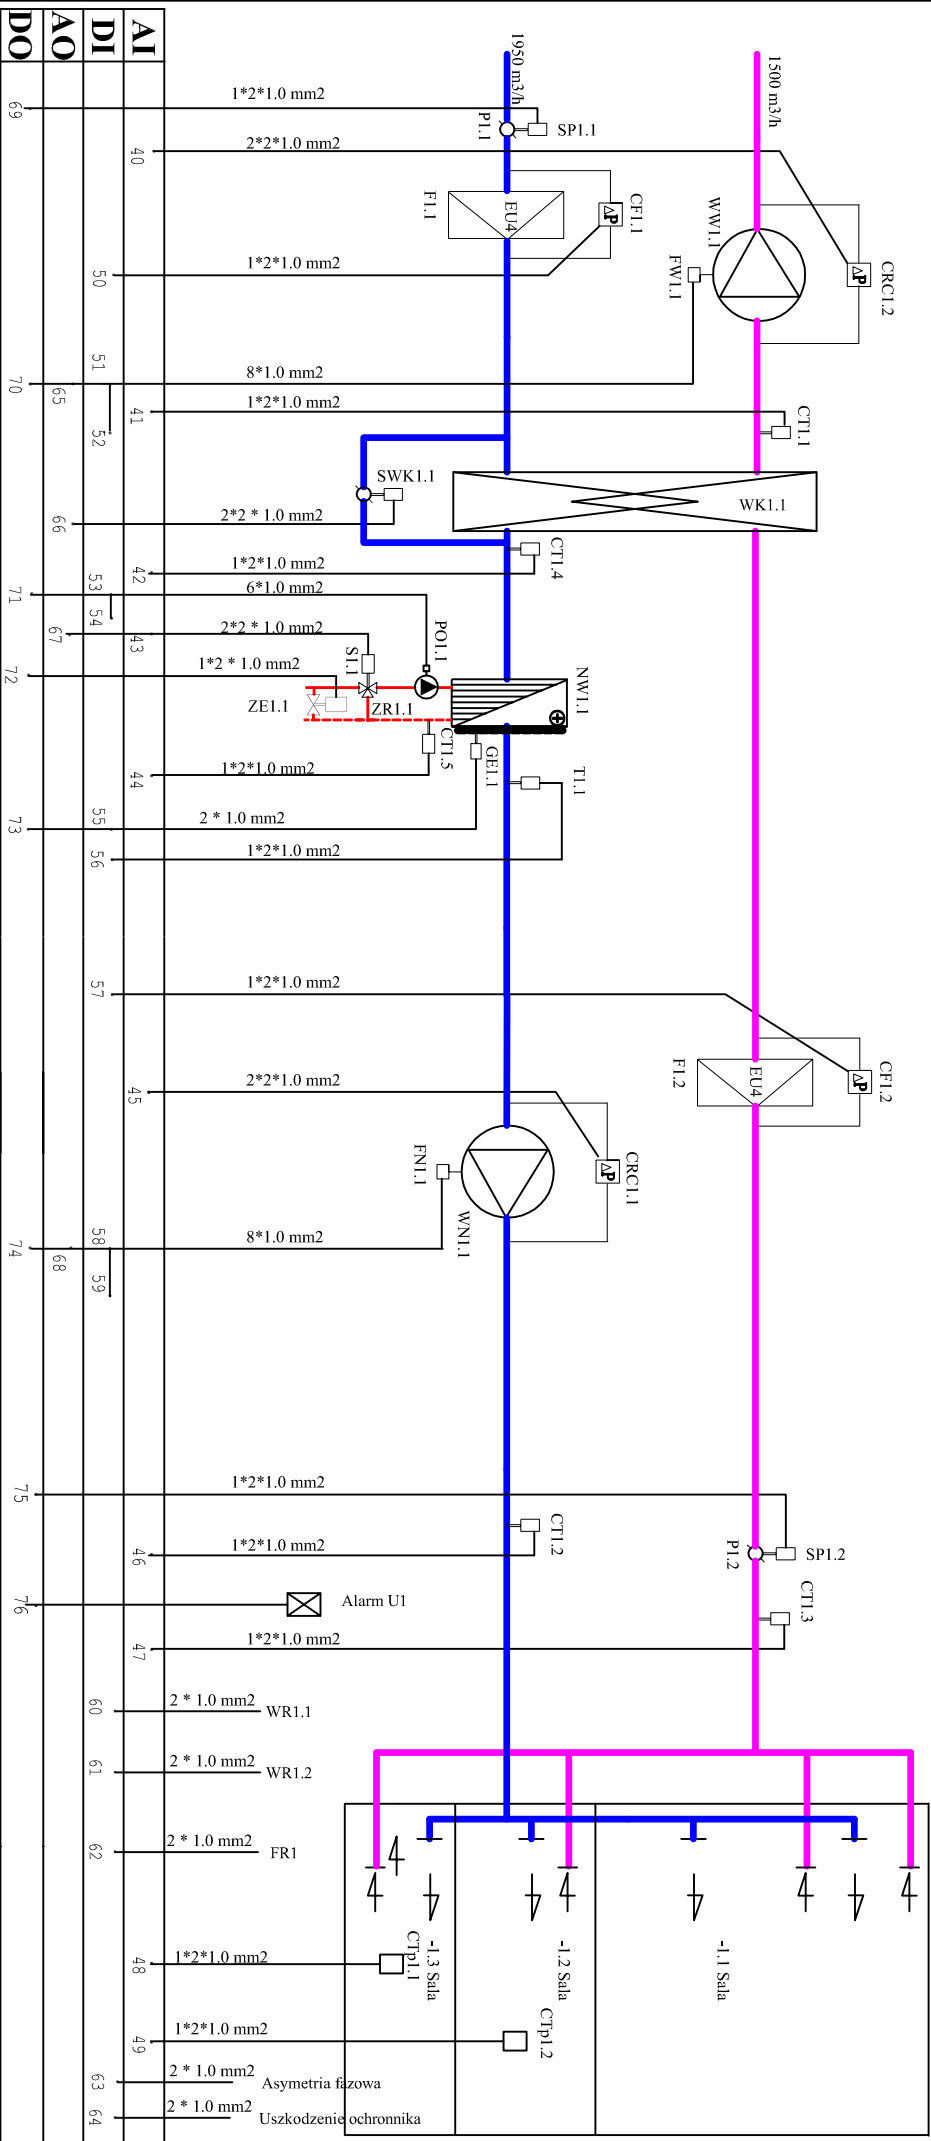 DO
AO
DI
AI
1950 m3/h
1500 m3/h
1*2*1.0 mm2
69
P1.1
SP1.1
2*2*1.0 mm2
40
F1.1
EU4
CF1.1
ΔP
WW1.1
FW1.1
CRC1.2
ΔP
1*2*1.0 mm2
50
51
8*1.0 mm2
70
65
52
1*2*1.0 mm2
41
CT1.1
SWK1.1
WK1.1
2*2 * 1.0 mm2
66
CT1.4
1*2*1.0 mm2
42
53
6*1.0 mm2
71
54
PO1.1
2*2 * 1.0 mm2
67
43
S1.1
1*2 * 1.0 mm2
72
NW1.1
ZE1.1
ZR1.1
CT1.5
GE1.1
T1.1
1*2*1.0 mm2
44
2 * 1.0 mm2
73
55
1*2*1.0 mm2
56
1*2*1.0 mm2
57
F1.2
EU4
CF1.2
ΔP
2*2*1.0 mm2
45
FN1.1
WN1.1
CRC1.1
ΔP
58
8*1.0 mm2
74
68
59
1*2*1.0 mm2
75
CT1.2
P1.2
SP1.2
1*2*1.0 mm2
46
CT1.3
Alarm U1
76
1*2*1.0 mm2
47
2 * 1.0 mm2
WR1.1
60
2 * 1.0 mm2
WR1.2
61
2 * 1.0 mm2
FR1
62
-1.3 Sala
-1.2 Sala
-1.1 Sala
CTp1.1
1*2*1.0 mm2
48
CTp1.2
1*2*1.0 mm2
49
2 * 1.0 mm2
Asymetria fazowa
63
2 * 1.0 mm2
Uszkodzenie ochronnika
64